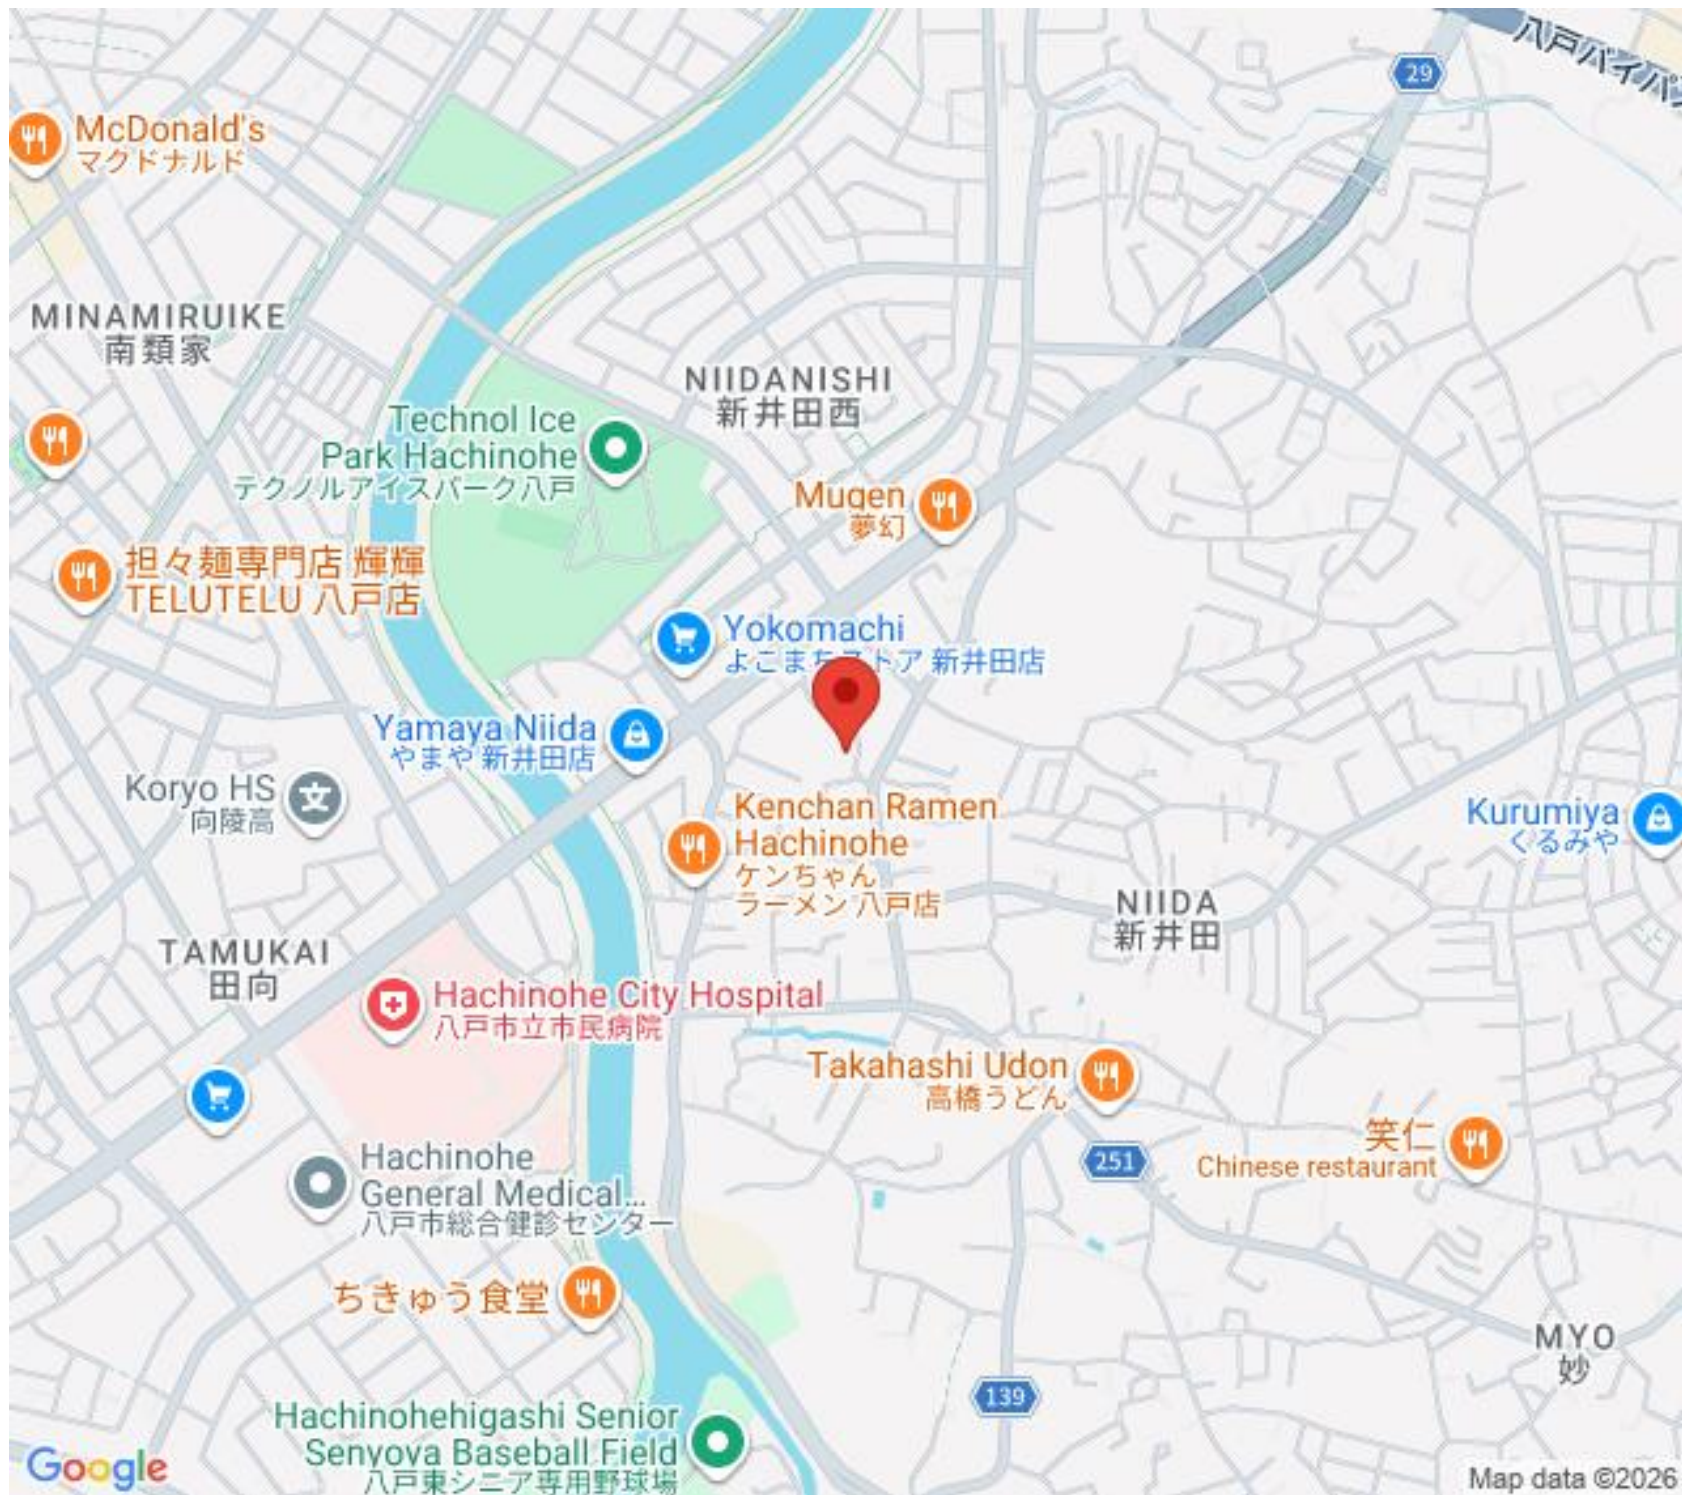 八戸バイパス
29
McDonald's
マクドナルド
MINAMIRUIKE
南類家
NIIDANISHI
新井田西
Technol Ice
Park Hachinohe
テクノルアイスパーク八戸
Mugen
夢幻
担々麺専門店 輝輝
TELUTELU 八戸店
Yokomachi
よこまちストア 新井田店
Yamaya Niida
やまや 新井田店
Koryo HS
向陵高
Kenchan Ramen
Hachinohe
ケンちゃん
ラーメン 八戸店
Kurumiya
くるみや
NIIDA
新井田
TAMUKAI
田向
Hachinohe City Hospital
八戸市立市民病院
Takahashi Udon
高橋うどん
笑仁
Chinese restaurant
251
Hachinohe
General Medical...
八戸市総合健診センター
ちきゅう食堂
MYO
妙
139
Hachinohehigashi Senior
Senyova Baseball Field
八戸東シニア専用野球場
Google
Map data ©2026